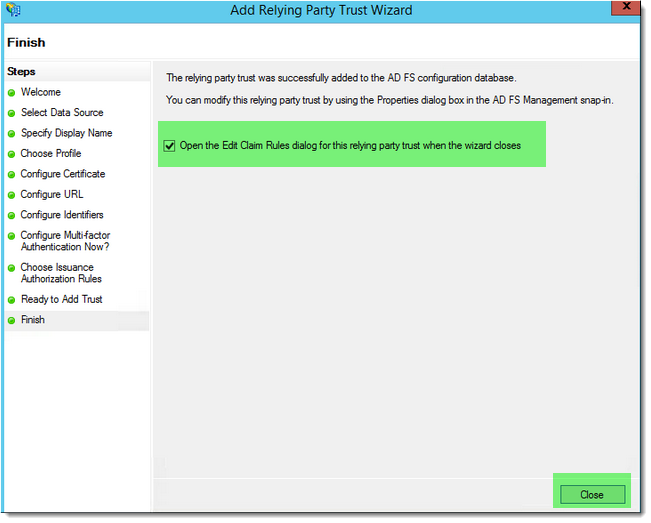 Add Relying Party Trust Wizard
X
Finish
Steps
Welcome
Select Data Source
Specify Display Name
Choose Profile
Configure Certificate
Configure URL
Configure Identifiers
Configure Multi-factor
Authentication Now?
Choose Issuance
Authorization Rules
Ready to Add Trust
Finish
The relying party trust was successfully added to the AD FS configuration database.
You can modify this relying party trust by using the Properties dialog box in the AD FS Management snap-in.
Open the Edit Claim Rules dialog for this relying party trust when the wizard closes
Close